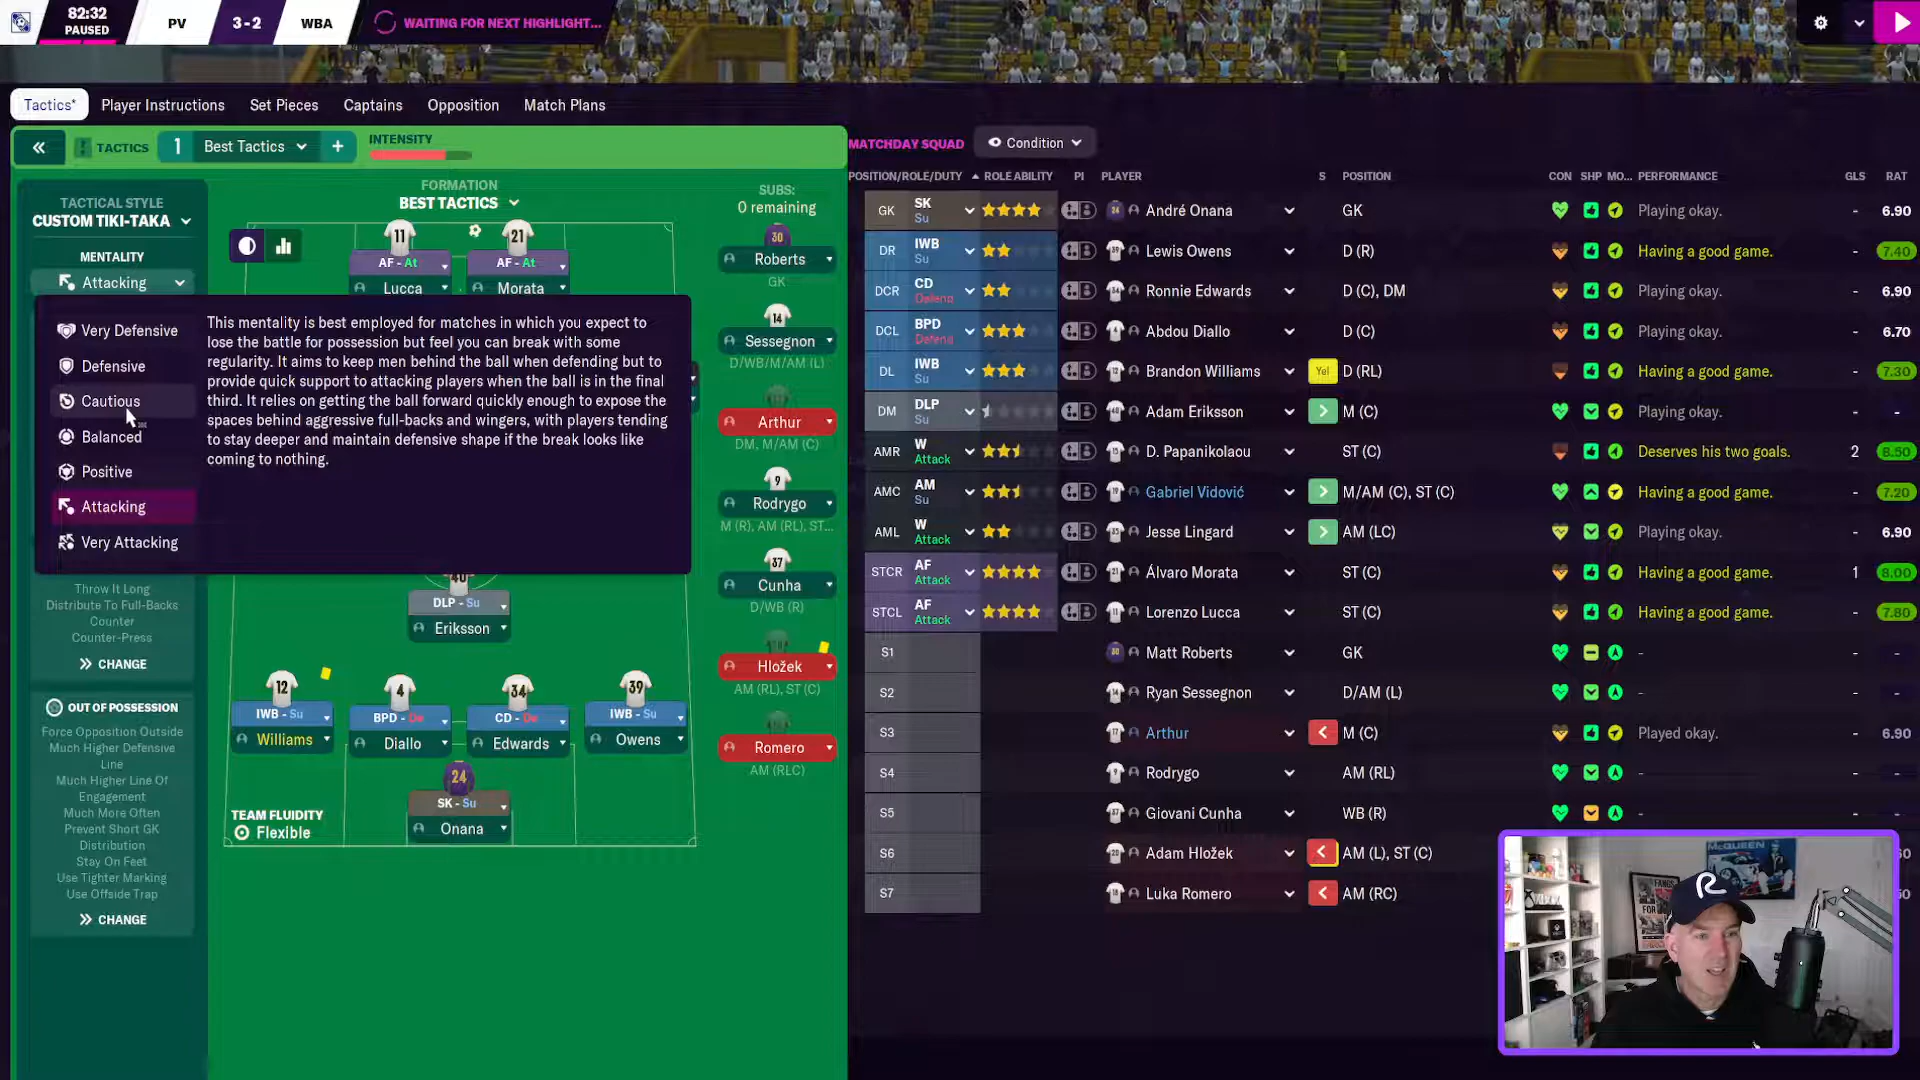 82:32
PAUSED
PV
3-2
WBA
WAITING FOR NEXT HIGHLIGHT...
Tactics*
Player Instructions
Set Pieces
Captains
Opposition
Match Plans
TACTICS
1
Best Tactics
+
INTENSITY
TACTICAL STYLE
CUSTOM TIKI-TAKA
MENTALITY
Attacking
Very Defensive
Defensive
Cautious
Balanced
Positive
Attacking
Very Attacking
This mentality is best employed for matches in which you expect to
lose the battle for possession but feel you can break with some
regularity. It aims to keep men behind the ball when defending but to
provide quick support to attacking players when the ball is in the final
third. It relies on getting the ball forward quickly enough to expose the
spaces behind aggressive full-backs and wingers, with players tending
to stay deeper and maintain defensive shape if the break looks like
coming to nothing.
Throw It Long
Distribute To Full-Backs
Counter
Counter-Press
CHANGE
OUT OF POSSESSION
Force Opposition Outside
Much Higher Defensive
Line
Much Higher Line Of
Engagement
Much More Often
Prevent Short GK
Distribution
Stay On Feet
Use Tighter Marking
Use Offside Trap
CHANGE
FORMATION
BEST TACTICS
11
AF - At
Lucca
21
AF - At
Morata
40
DLP - Su
Eriksson
12
IWB - Su
Williams
4
BPD - De
Diallo
34
CD - De
Edwards
39
IWB - Su
Owens
24
SK - Su
Onana
TEAM FLUIDITY
Flexible
SUBS:
0 remaining
30
Roberts
GK
14
Sessegnon
D/WB/M/AM (L)
Arthur
DM, M/AM (C)
9
Rodrygo
M (R), AM (RL), ST...
37
Cunha
D/WB (R)
Hložek
AM (RL), ST (C)
Romero
AM (RLC)
MATCHDAY SQUAD
Condition
POSITION/ROLE/DUTY ROLE ABILITY PI PLAYER S POSITION CON SHP MO... PERFORMANCE GLS RAT
GK SK Su André Onana GK Playing okay. - 6.90
DR IWB Su Lewis Owens D (R) Having a good game. - 7.40
DCR CD Defend Ronnie Edwards D (C), DM Playing okay. - 6.90
DCL BPD Defend Abdou Diallo D (C) Playing okay. - 6.70
DL IWB Su Brandon Williams Yel D (RL) Having a good game. - 7.30
DM DLP Su Adam Eriksson M (C) Playing okay. - -
AMR W Attack D. Papanikolaou ST (C) Deserves his two goals. 2 8.50
AMC AM Su Gabriel Vidović M/AM (C), ST (C) Having a good game. - 7.20
AML W Attack Jesse Lingard AM (LC) Playing okay. - 6.90
STCR AF Attack Álvaro Morata ST (C) Having a good game. 1 8.00
STCL AF Attack Lorenzo Lucca ST (C) Having a good game. - 7.80
S1 Matt Roberts GK - - -
S2 Ryan Sessegnon D/AM (L) - - -
S3 Arthur M (C) Played okay. - 6.90
S4 Rodrygo AM (RL) - - -
S5 Giovani Cunha WB (R) - - -
S6 Adam Hložek AM (L), ST (C)
S7 Luka Romero AM (RC)
McQUEEN
FANGS
FOR
R